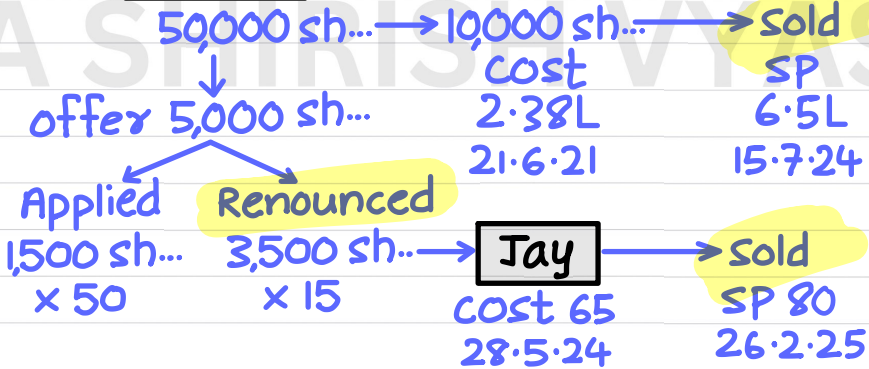 50,000 sh... → 10,000 sh... → Sold
A SHIRISH VYAS
Cost SP
offer 5,000 sh... 2.38L 6.5L
21.6.21 15.7.24
Applied Renounced
1,500 sh... 3,500 sh.. → Jay → Sold
x 50 x 15 Cost 65 SP 80
28.5.24 26.2.25